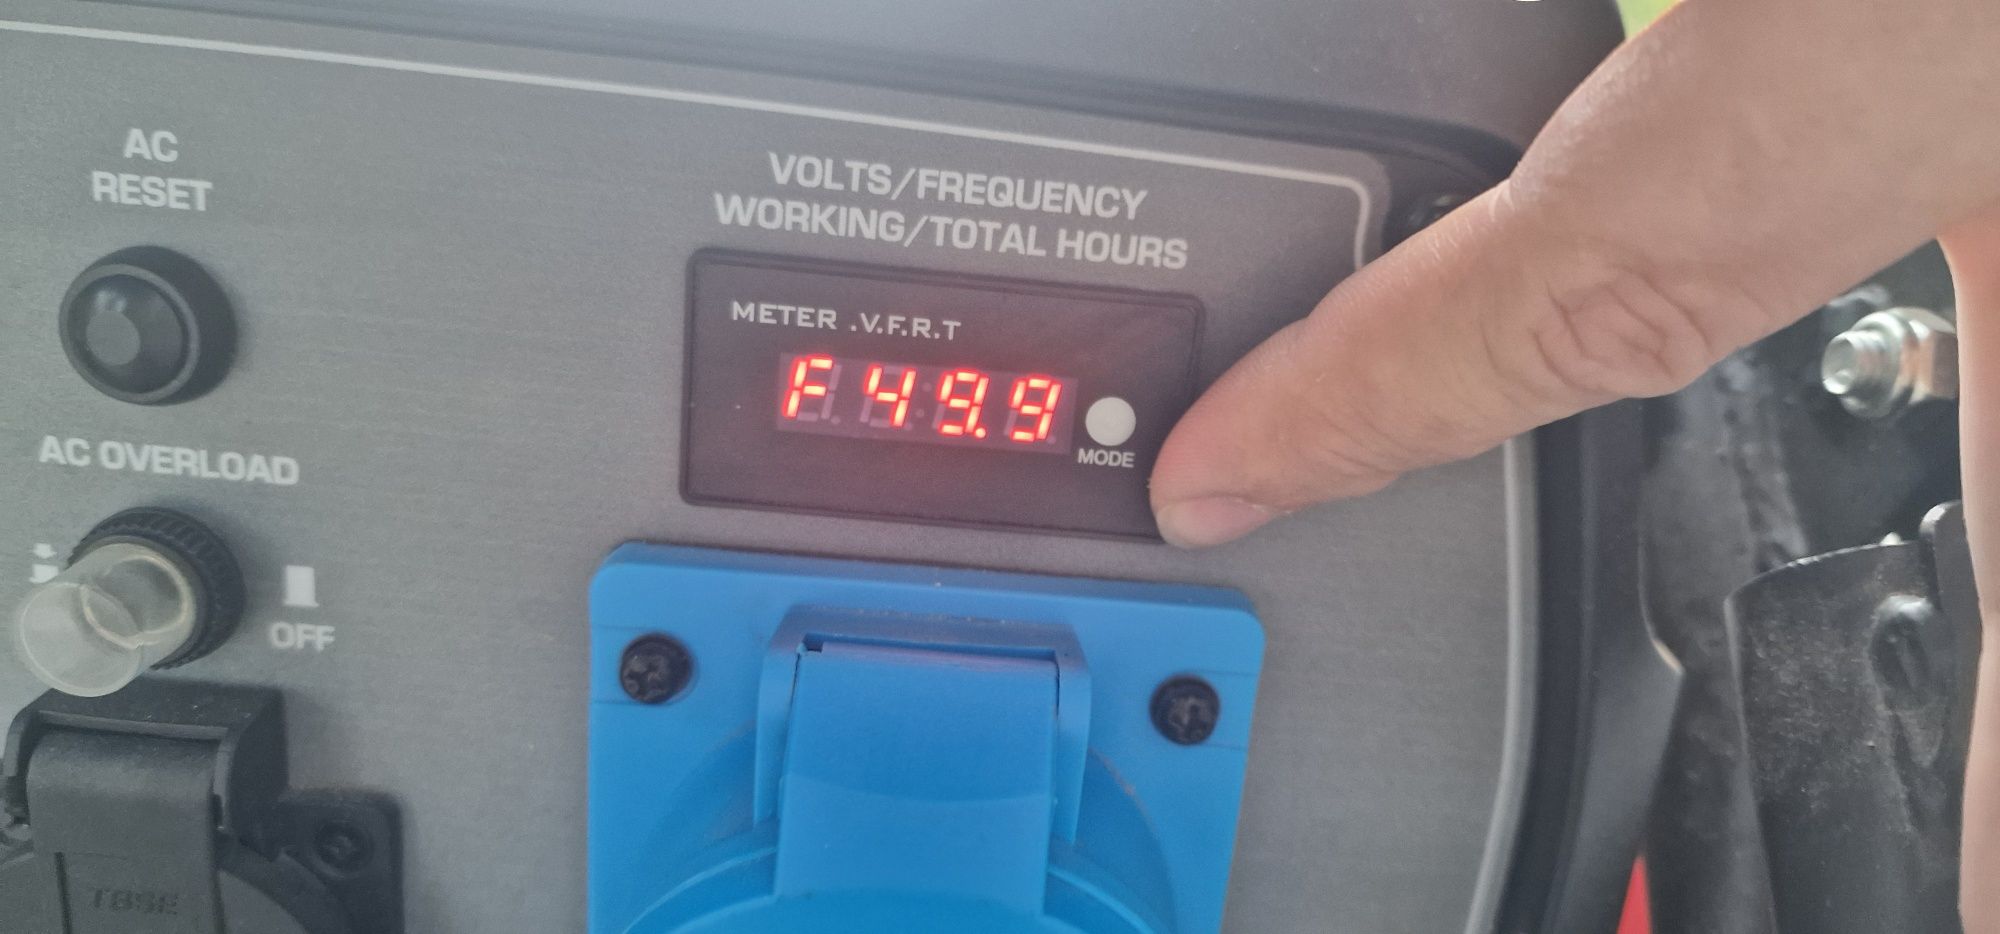 AC
RESET
VOLTS/FREQUENCY
WORKING/TOTAL HOURS
METER .V.F.R.T
F 49.9
MODE
AC OVERLOAD
OFF